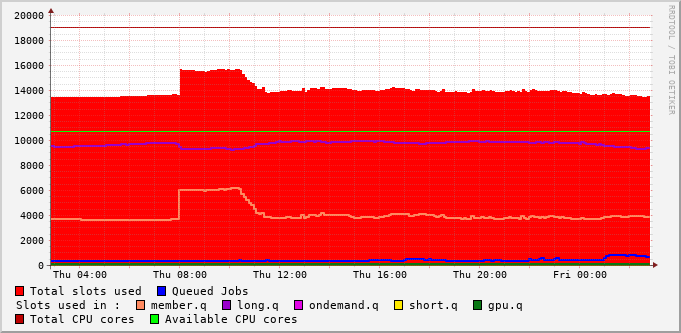 20000
18000
16000
14000
12000
10000
8000
6000
4000
2000
0
Thu 04:00 Thu 08:00 Thu 12:00 Thu 16:00 Thu 20:00 Fri 00:00
Total slots used Queued Jobs
Slots used in : member.q long.q ondemand.q short.q gpu.q
Total CPU cores Available CPU cores
RRDTOOL / TOBI OETIKER